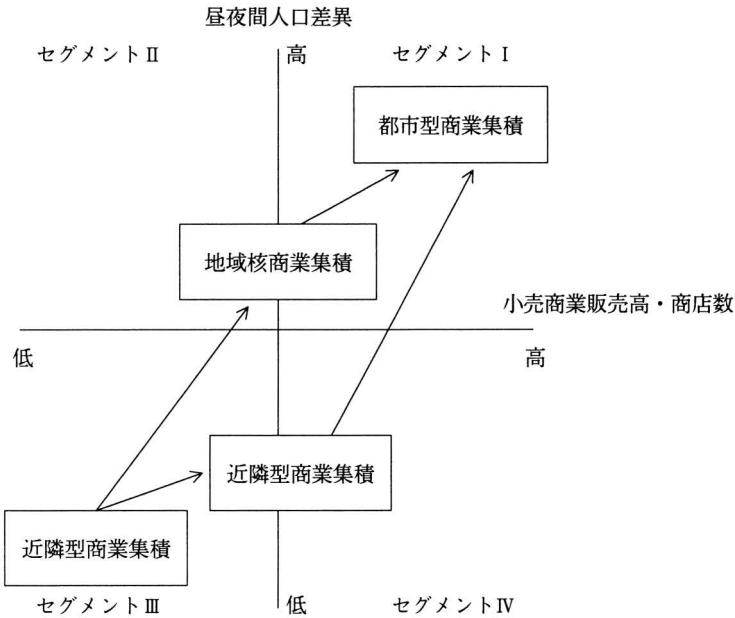 昼夜間人口差異
セグメントⅡ
高
セグメントⅠ
都市型商業集積
地域核商業集積
小売商業販売高・商店数
低
高
近隣型商業集積
近隣型商業集積
セグメントⅢ
低
セグメントⅣ